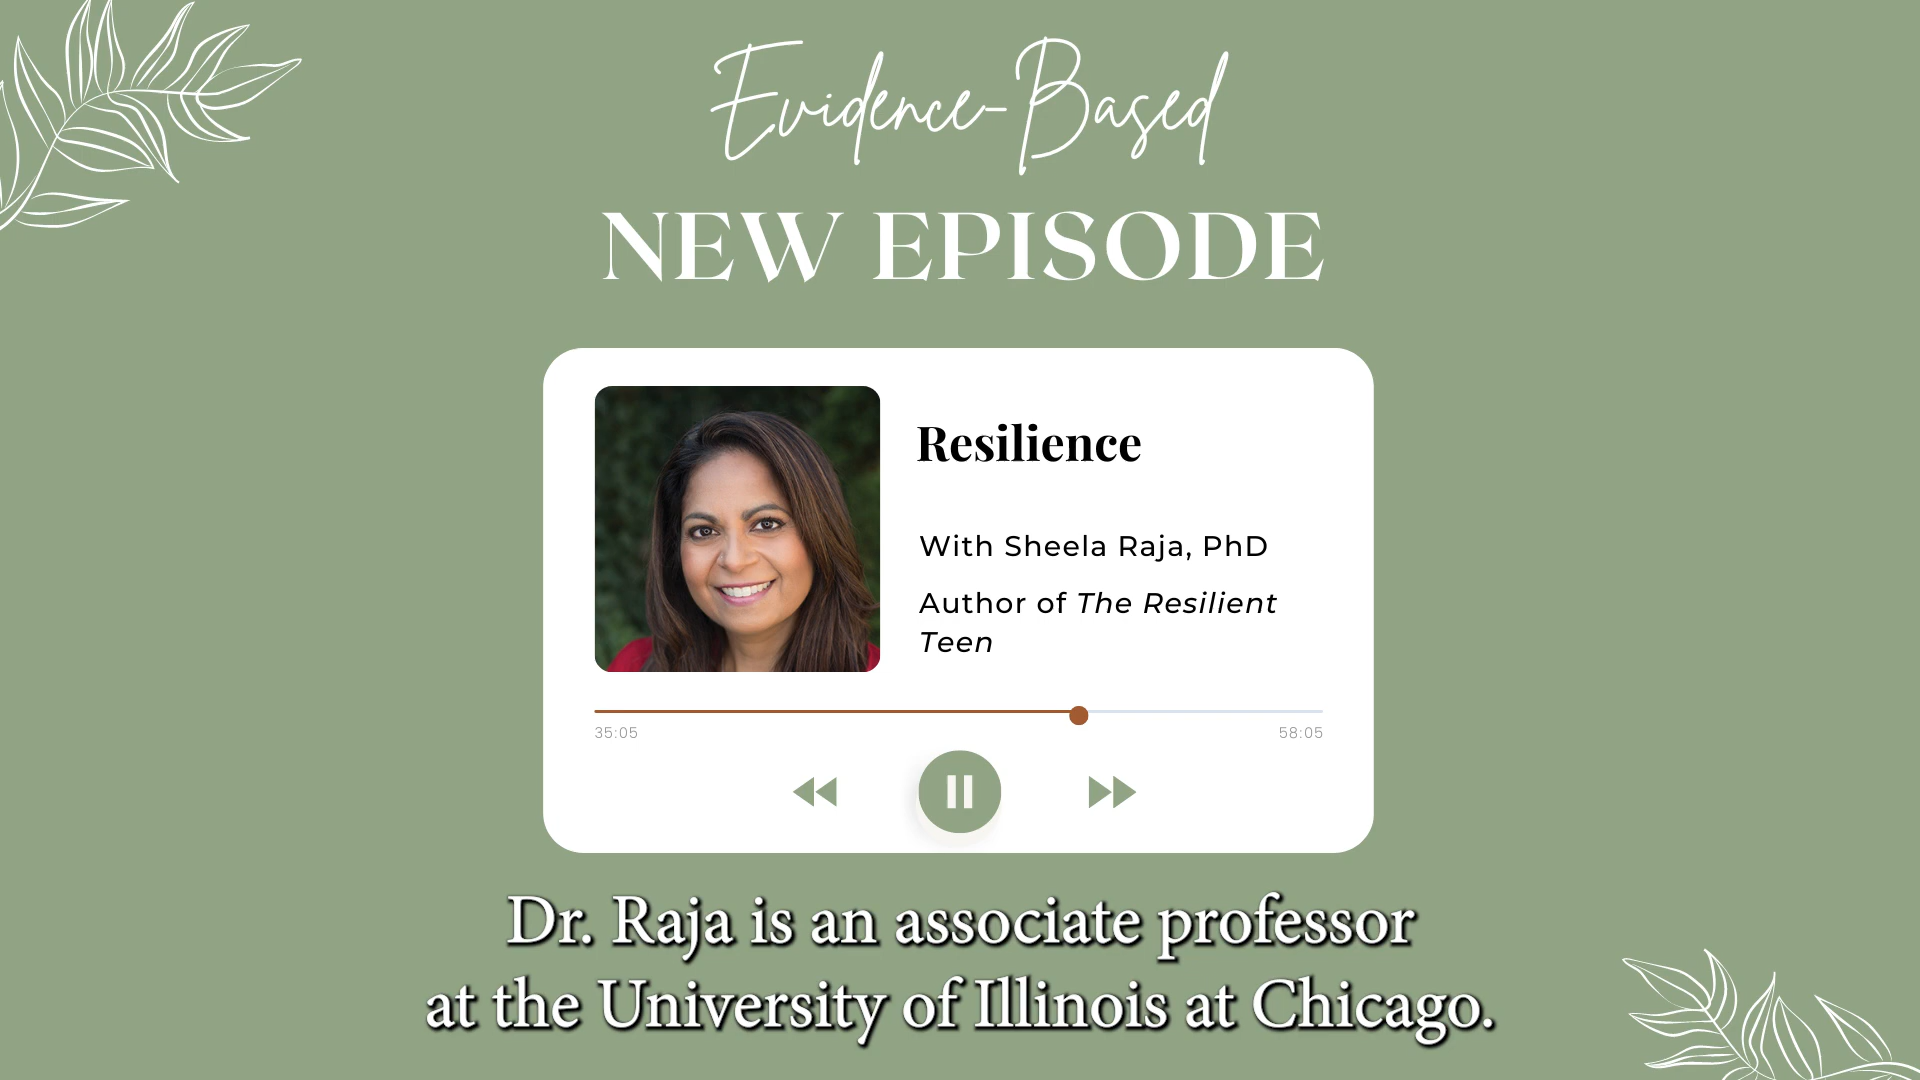 Evidence-Based
NEW EPISODE
Resilience
With Sheela Raja, PhD
Author of The Resilient
Teen
35:05
58:05
Dr. Raja is an associate professor
at the University of Illinois at Chicago.